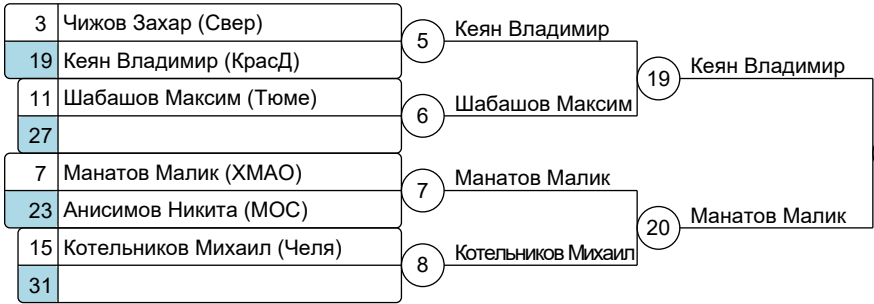 3 Чижов Захар (Свер)
19 Кеян Владимир (КрасД)
5 Кеян Владимир
11 Шабашов Максим (Тюме)
27
6 Шабашов Максим
19 Кеян Владимир
7 Манатов Малик (ХМАО)
23 Анисимов Никита (МОС)
7 Манатов Малик
15 Котельников Михаил (Челя)
31
8 Котельников Михаил
20 Манатов Малик